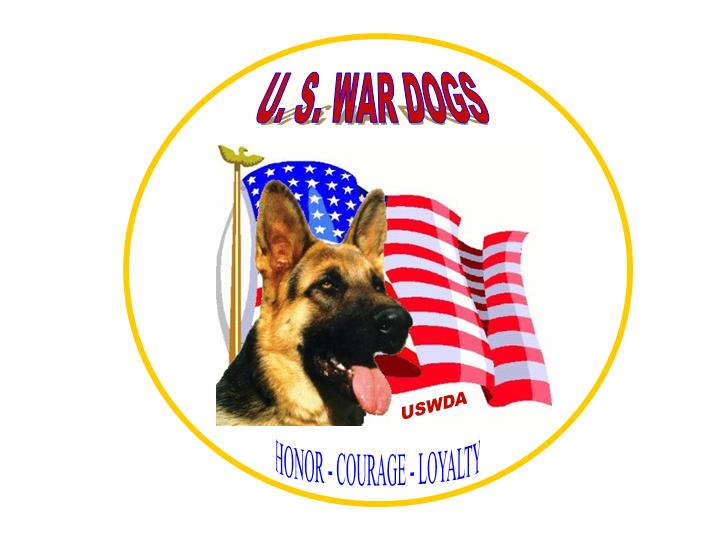 U. S. WAR DOGS
USWDA
HONOR - COURAGE - LOYALTY